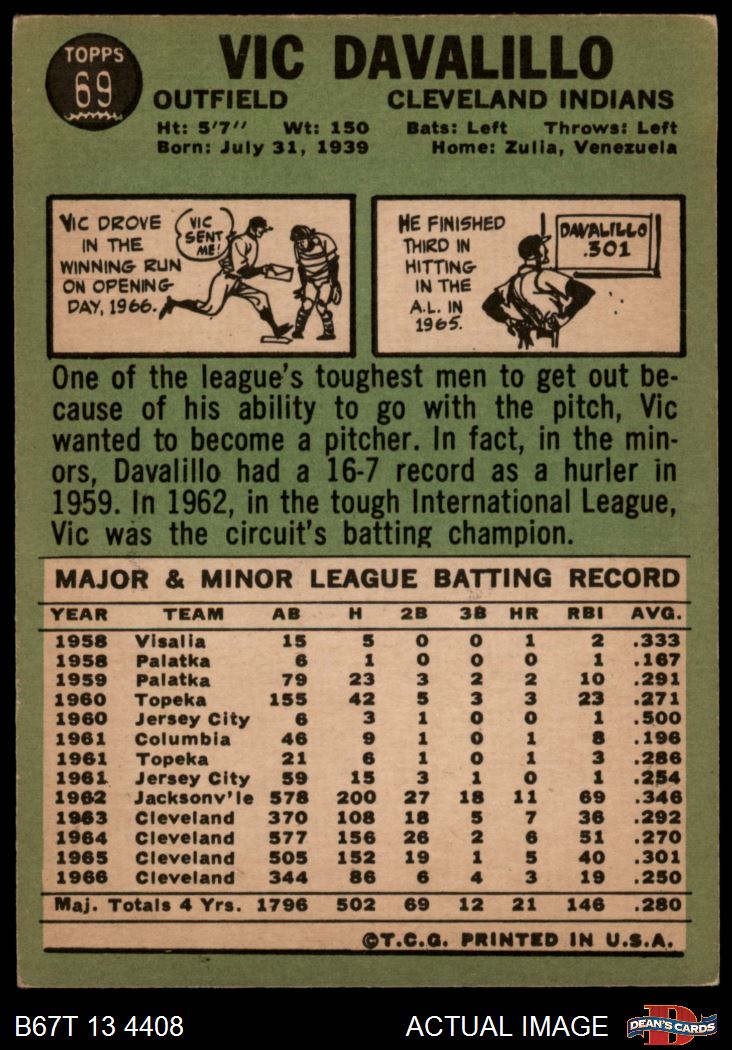 TOPPS
69
VIC DAVALILLO
OUTFIELD CLEVELAND INDIANS
Ht: 5'7" Wt: 150 Bats: Left Throws: Left
Born: July 31, 1939 Home: Zulia, Venezuela
VIC DROVE
IN THE
WINNING RUN
ON OPENING
DAY, 1966.
VIC
SENT
ME!
HE FINISHED
THIRD IN
HITTING
IN THE
A.L. IN
1965.
DAVALILLO
.301
One of the league's toughest men to get out be-
cause of his ability to go with the pitch, Vic
wanted to become a pitcher. In fact, in the min-
ors, Davalillo had a 16-7 record as a hurler in
1959. In 1962, in the tough International League,
Vic was the circuit's batting champion.
MAJOR & MINOR LEAGUE BATTING RECORD
YEAR TEAM AB H 2B 3B HR RBI AVG.
1958 Visalia 15 5 0 0 1 2 .333
1958 Palatka 6 1 0 0 0 1 .167
1959 Palatka 79 23 3 2 2 10 .291
1960 Topeka 155 42 5 3 3 23 .271
1960 Jersey City 6 3 1 0 0 1 .500
1961 Columbia 46 9 1 0 1 8 .196
1961 Topeka 21 6 1 0 1 3 .286
1961 Jersey City 59 15 3 1 0 1 .254
1962 Jacksonv'le 578 200 27 18 11 69 .346
1963 Cleveland 370 108 18 5 7 36 .292
1964 Cleveland 577 156 26 2 6 51 .270
1965 Cleveland 505 152 19 1 5 40 .301
1966 Cleveland 344 86 6 4 3 19 .250
Maj. Totals 4 Yrs. 1796 502 69 12 21 146 .280
©T.C.G. PRINTED IN U.S.A.
B67T 13 4408 ACTUAL IMAGE
D
DEAN'S CARDS